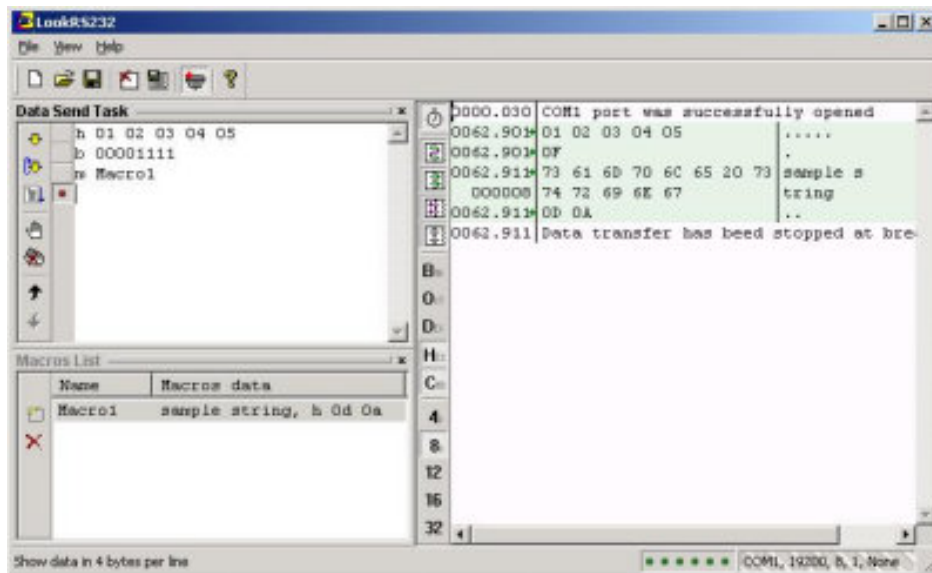 LookRS232
File View Help
Data Send Task
h 01 02 03 04 05
b 00001111
m Macro1
Macros List
Name Macros data
Macro1 sample string, h 0d 0a
0000.030 COM1 port was successfully opened
0062.901 01 02 03 04 05 .....
0062.901 0F .
0062.911 73 61 6D 70 6C 65 20 73 sample s
000008 74 72 69 6E 67 tring
0062.911 0D 0A ..
0062.911 Data transfer has beed stopped at bre
B
O
D
H
C
4
8
12
16
32
Show data in 4 bytes per line
COM1, 19200, 8, 1, None